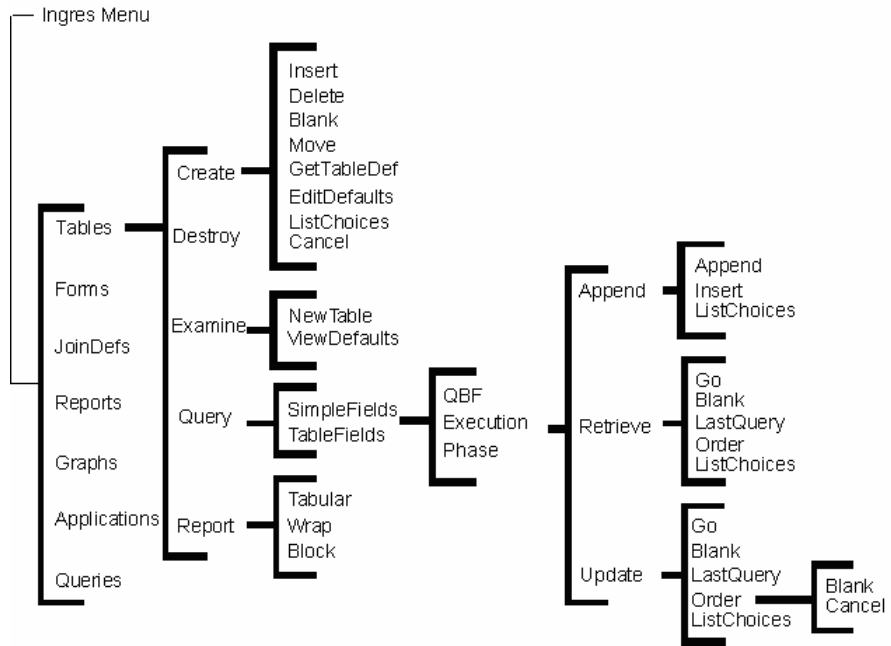 Ingres Menu
Tables
Forms
JoinDefs
Reports
Graphs
Applications
Queries
Create
Destroy
Examine
Query
Report
Insert
Delete
Blank
Move
GetTableDef
EditDefaults
ListChoices
Cancel
NewTable
ViewDefaults
SimpleFields
TableFields
Tabular
Wrap
Block
QBF
Execution
Phase
Append
Retrieve
Update
Append
Insert
ListChoices
Go
Blank
LastQuery
Order
ListChoices
Go
Blank
LastQuery
Order
ListChoices
Blank
Cancel